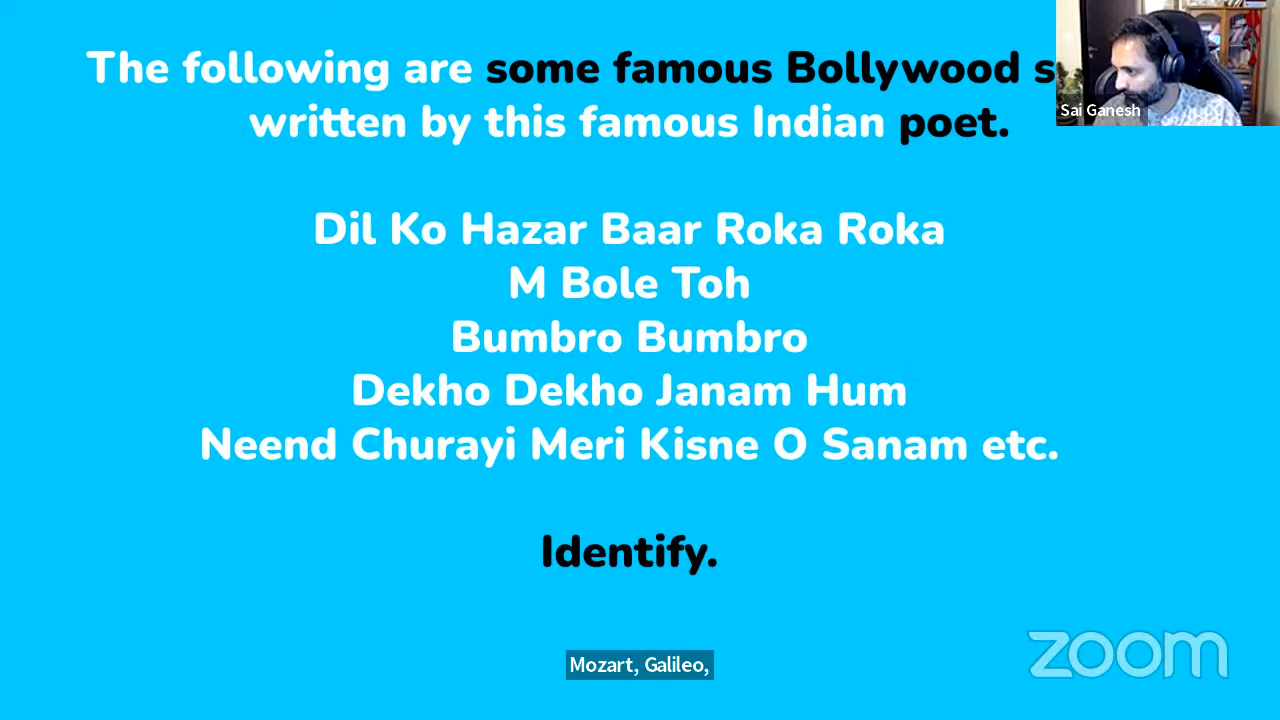 The following are some famous Bollywood s
written by this famous Indian poet.
Dil Ko Hazar Baar Roka Roka
M Bole Toh
Bumbro Bumbro
Dekho Dekho Janam Hum
Neend Churayi Meri Kisne O Sanam etc.
Identify.
Sai Ganesh
Mozart, Galileo,
zoom